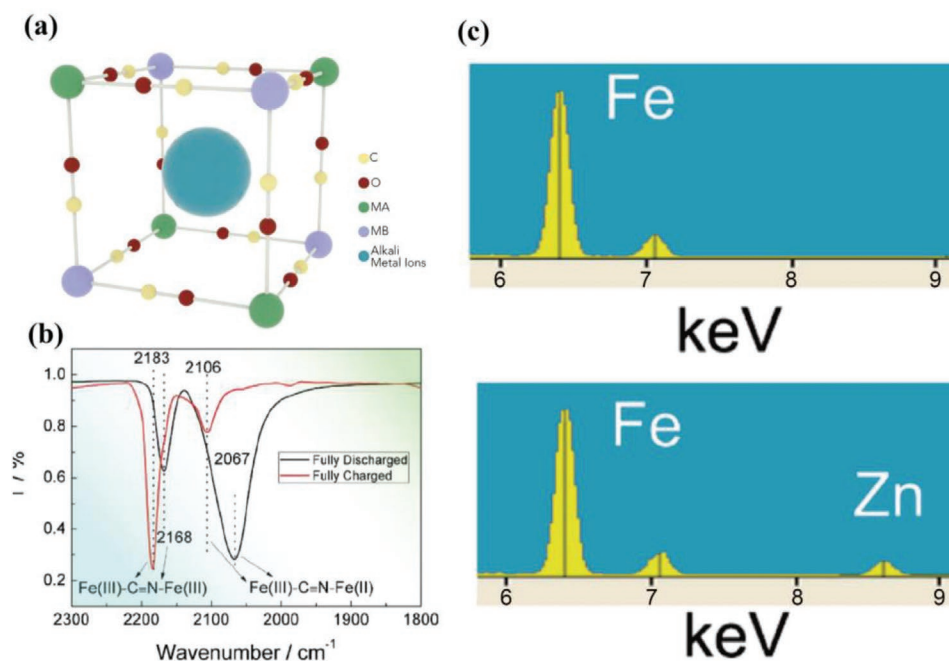 (a)
C
O
MA
MB
Alkali
Metal Ions
(b)
2183
2106
1.0
0.8
0.6
0.4
0.2
T / %
Fully Discharged
Fully Charged
2067
2168
Fe(III)-C=N-Fe(III)
Fe(III)-C=N-Fe(II)
2300 2200 2100 2000 1900 1800
Wavenumber / cm⁻¹
(c)
Fe
6 7 8 9
keV
Fe
Zn
6 7 8 9
keV